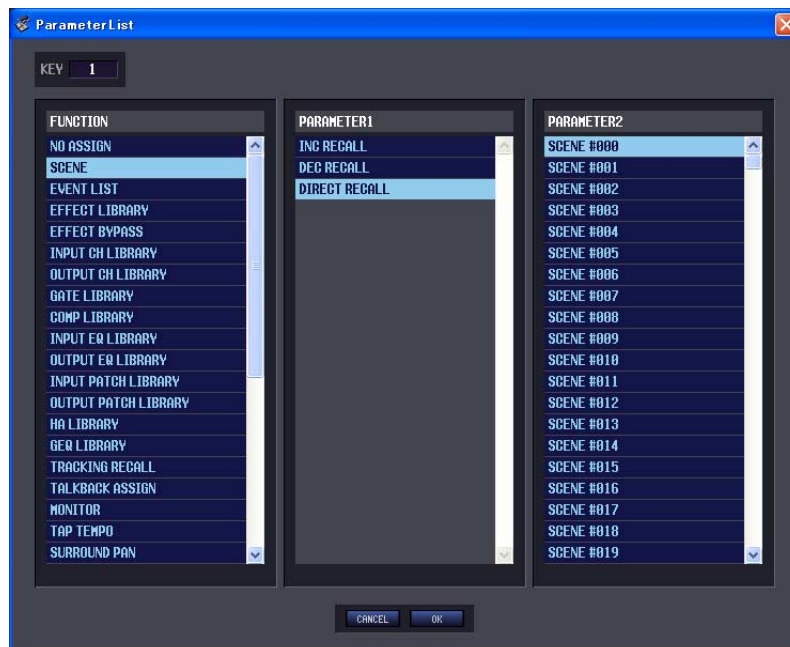 ParameterList
KEY 1
FUNCTION
NO ASSIGN
SCENE
EVENT LIST
EFFECT LIBRARY
EFFECT BYPASS
INPUT CH LIBRARY
OUTPUT CH LIBRARY
GATE LIBRARY
COMP LIBRARY
INPUT EQ LIBRARY
OUTPUT EQ LIBRARY
INPUT PATCH LIBRARY
OUTPUT PATCH LIBRARY
HA LIBRARY
GEQ LIBRARY
TRACKING RECALL
TALKBACK ASSIGN
MONITOR
TAP TEMPO
SURROUND PAN
PARAMETER1
INC RECALL
DEC RECALL
DIRECT RECALL
PARAMETER2
SCENE #000
SCENE #001
SCENE #002
SCENE #003
SCENE #004
SCENE #005
SCENE #006
SCENE #007
SCENE #008
SCENE #009
SCENE #010
SCENE #011
SCENE #012
SCENE #013
SCENE #014
SCENE #015
SCENE #016
SCENE #017
SCENE #018
SCENE #019
CANCEL OK